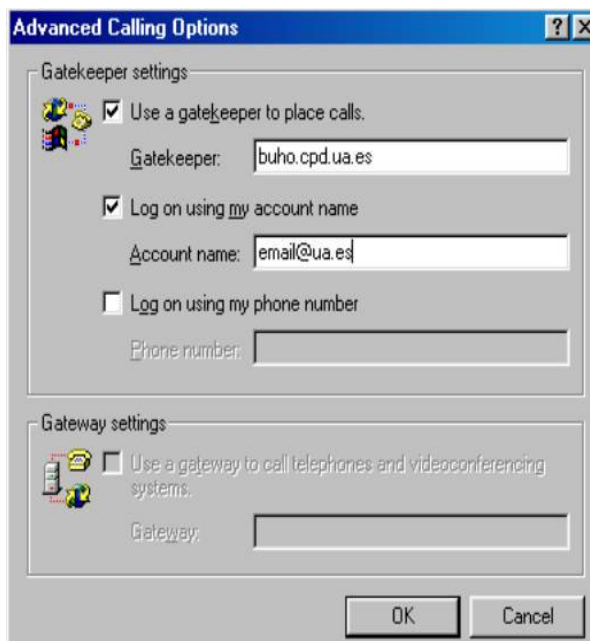 Advanced Calling Options
Gatekeeper settings
Use a gatekeeper to place calls.
Gatekeeper: buho.cpd.ua.es
Log on using my account name
Account name: email@ua.es
Log on using my phone number
Phone number:
Gateway settings
Use a gateway to call telephones and videoconferencing
systems.
Gateway:
OK Cancel